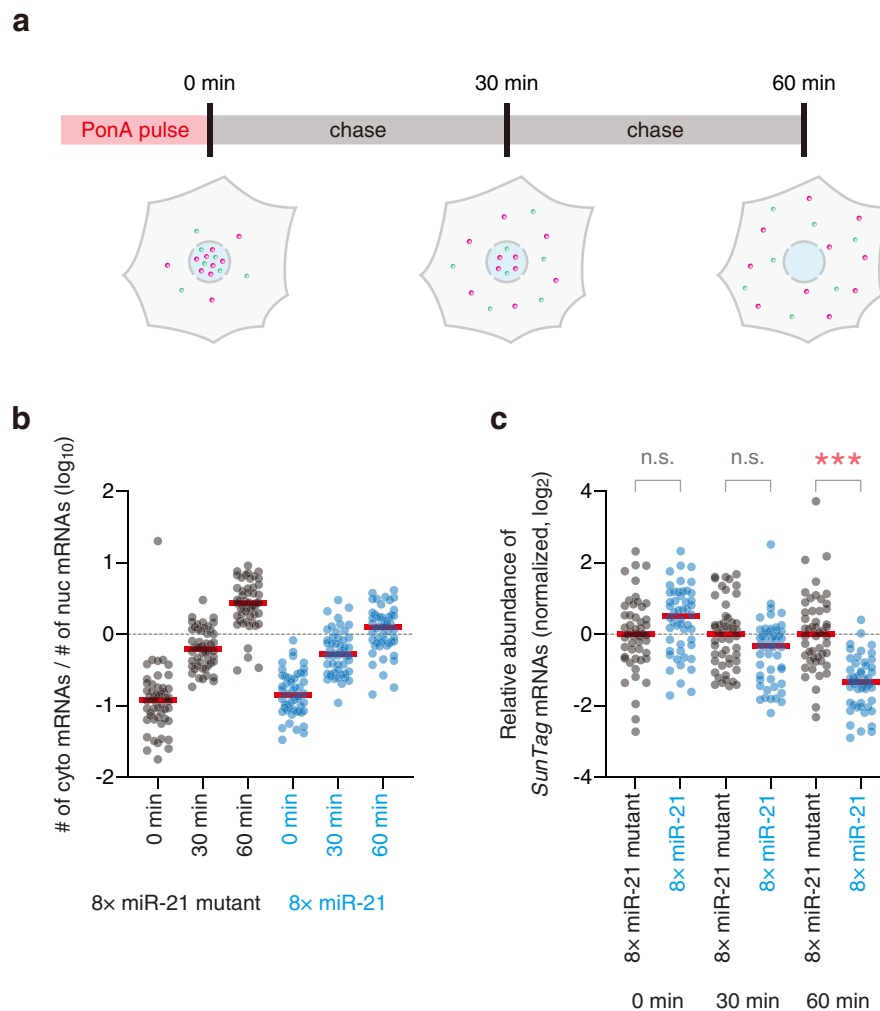 a
0 min 30 min 60 min
PonA pulse chase chase
b
# of cyto mRNAs / # of nuc mRNAs (log10)
2
1
0
-1
-2
0 min 30 min 60 min 0 min 30 min 60 min
8× miR-21 mutant 8× miR-21
c
Relative abundance of
SunTag mRNAs (normalized, log2)
n.s. n.s. ***
4
2
0
-2
-4
8× miR-21 mutant 8× miR-21 8× miR-21 mutant 8× miR-21 8× miR-21 mutant 8× miR-21
0 min 30 min 60 min